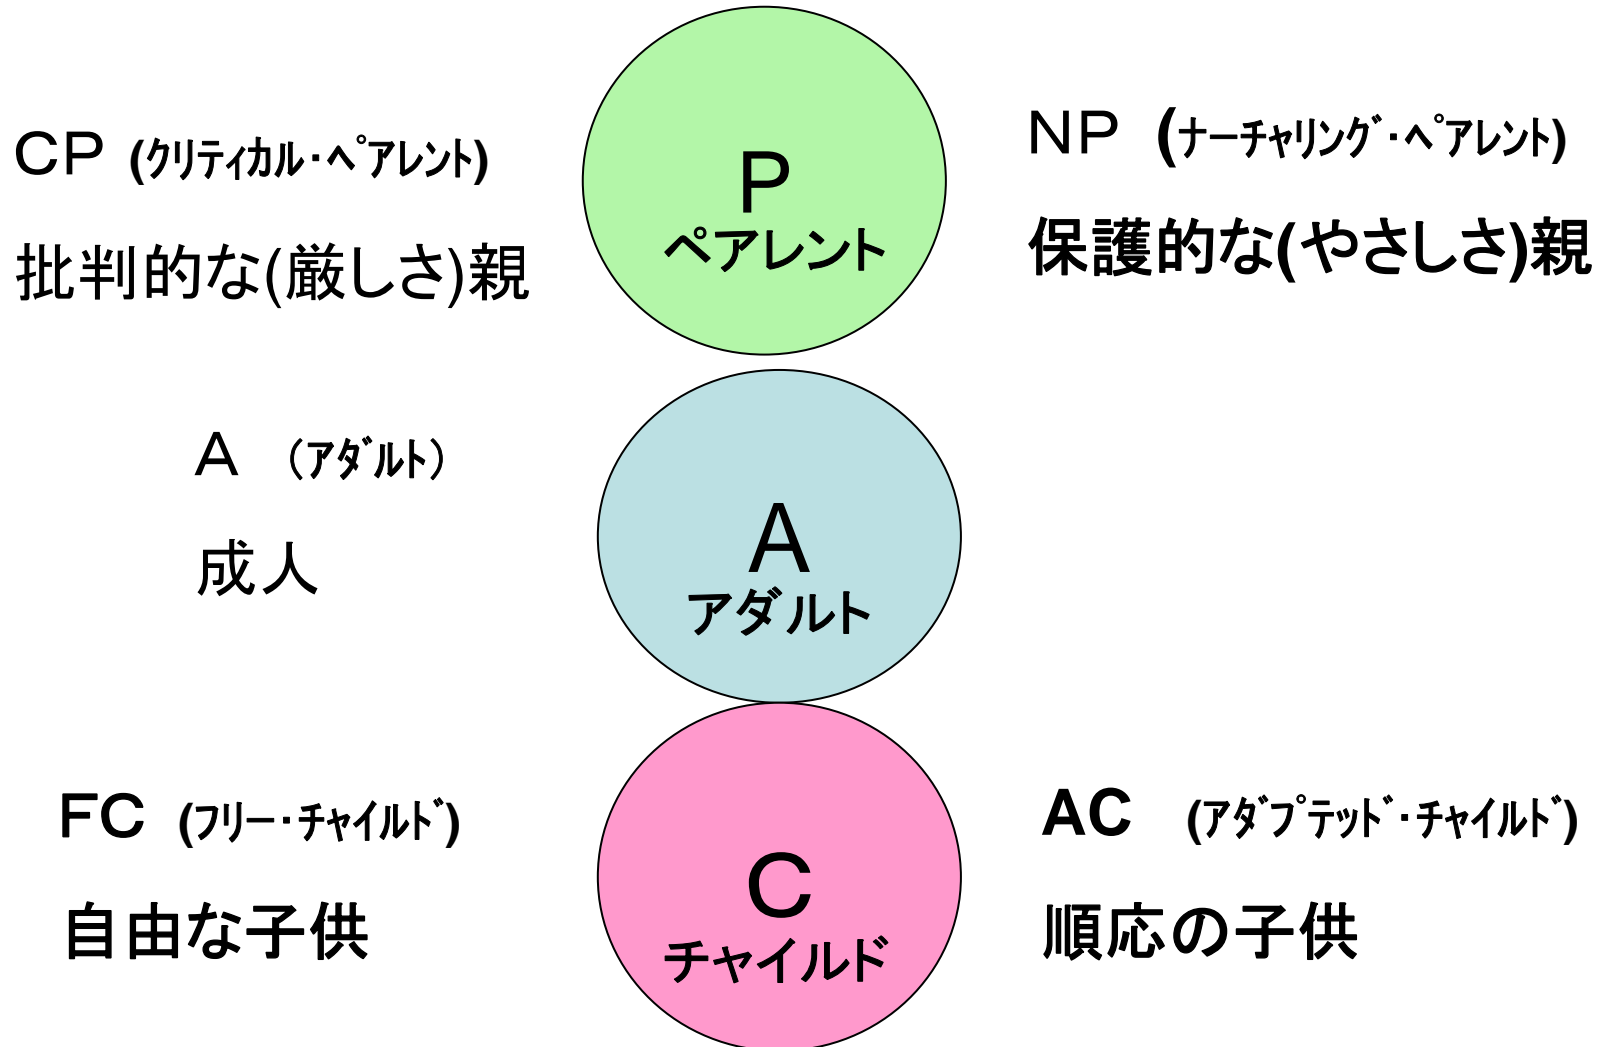 CP (ｸﾘﾃｨｶﾙ･ﾍﾟｱﾚﾝﾄ)
批判的な(厳しさ)親
P
ペアレント
NP (ﾅｰﾁｬﾘﾝｸﾞ･ﾍﾟｱﾚﾝﾄ)
保護的な(やさしさ)親
A （ｱﾀﾞﾙﾄ）
成人
A
アダルト
FC (ﾌﾘｰ･ﾁｬｲﾙﾄﾞ)
自由な子供
C
チャイルド
AC (ｱﾀﾞﾌﾟﾃｯﾄﾞ･ﾁｬｲﾙﾄﾞ)
順応の子供